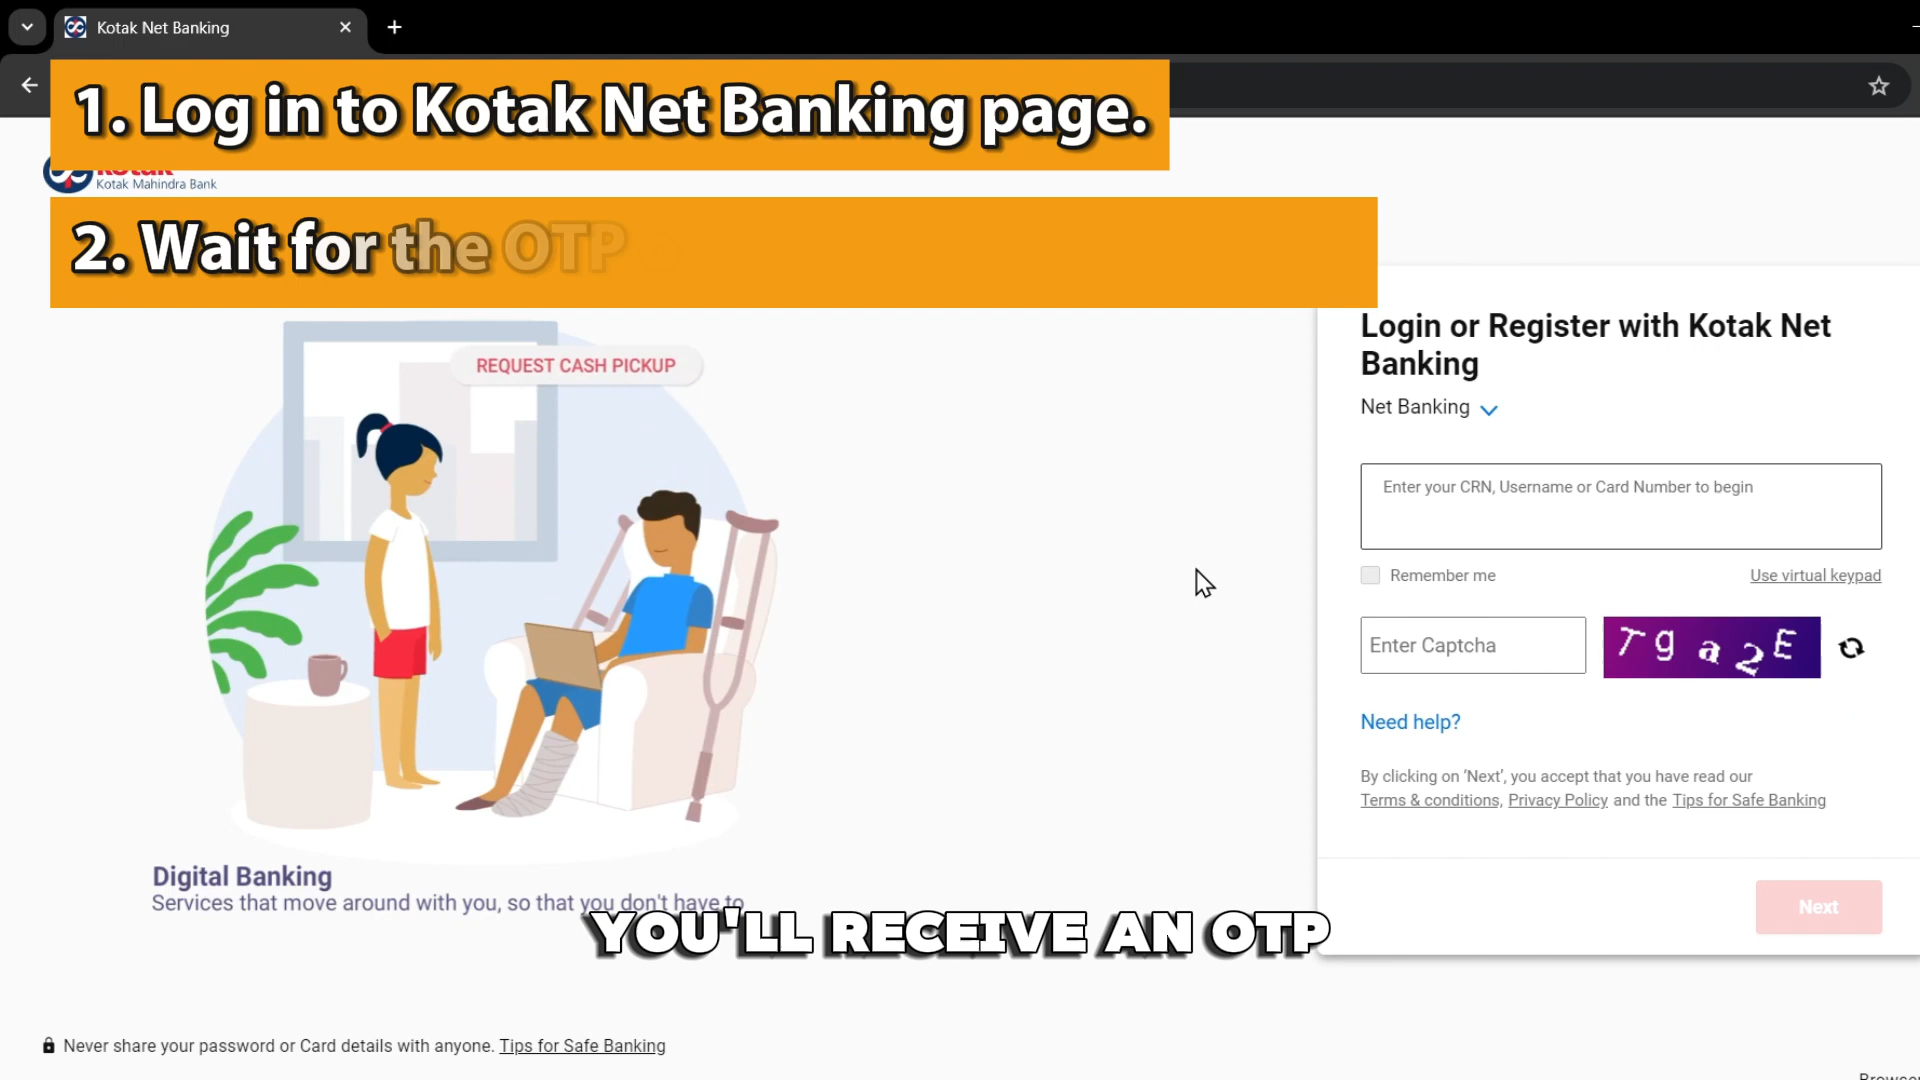 Kotak Net Banking
1. Log in to Kotak Net Banking page.
Kotak Mahindra Bank
2. Wait for the OTP
REQUEST CASH PICKUP
Login or Register with Kotak Net
Banking
Net Banking
Enter your CRN, Username or Card Number to begin
Remember me
Use virtual keypad
Enter Captcha
Tga2E
Need help?
By clicking on ‘Next’, you accept that you have read our
Terms & conditions, Privacy Policy and the Tips for Safe Banking
Next
Digital Banking
Services that move around with you, so that you don't have to
YOU'LL RECEIVE AN OTP
Never share your password or Card details with anyone. Tips for Safe Banking